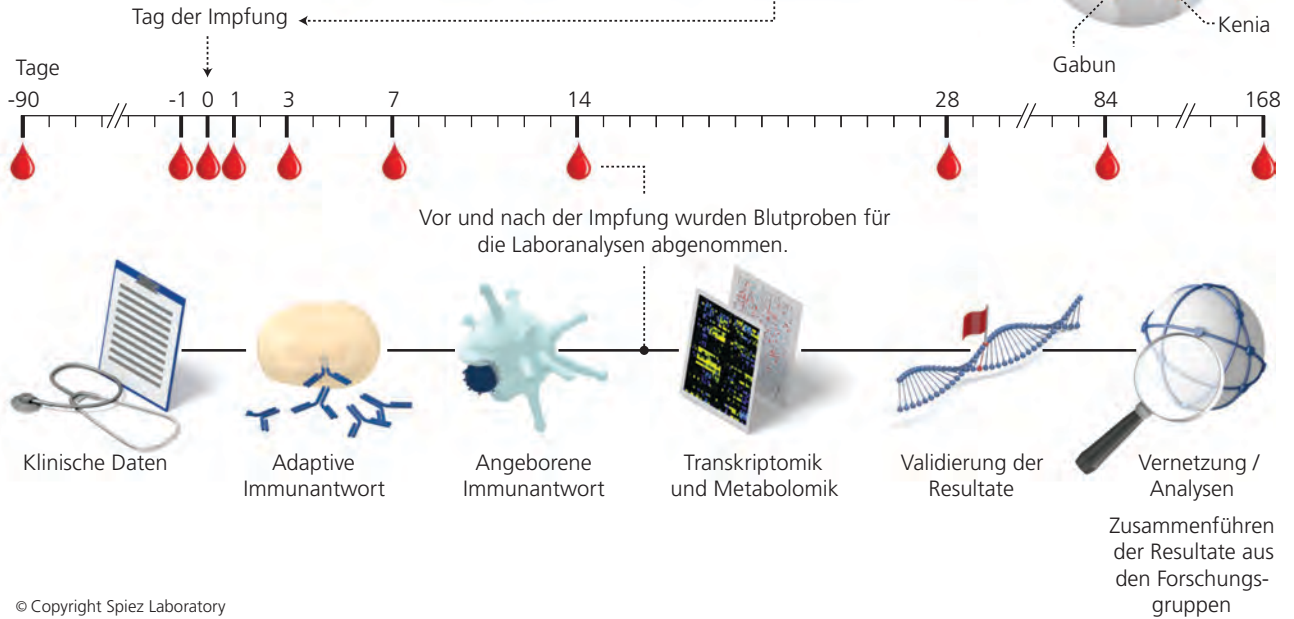 Tag der Impfung
Kenia
Gabun
Tage
-90 -1 0 1 3 7 14 28 84 168
Vor und nach der Impfung wurden Blutproben für
die Laboranalysen abgenommen.
Klinische Daten
Adaptive
Immunantwort
Angeborene
Immunantwort
Transkriptomik
und Metabolomik
Validierung der
Resultate
Vernetzung /
Analysen
Zusammenführen
der Resultate aus
den Forschungs-
gruppen
© Copyright Spiez Laboratory